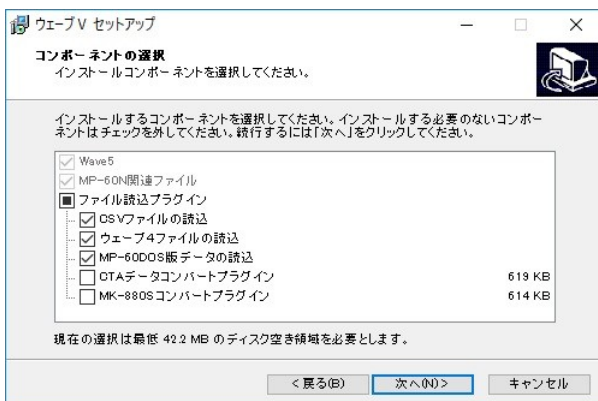 ウェーブⅤ セットアップ
コンポーネントの選択
インストールコンポーネントを選択してください。
インストールするコンポーネントを選択してください。インストールする必要のないコンポー
ネントはチェックを外してください。続行するには「次へ」をクリックしてください。
Wave5
MP-60N関連ファイル
ファイル読込プラグイン
CSVファイルの読込
ウェーブ4ファイルの読込
MP-60DOS版データの読込
CTAデータコンバートプラグイン 619 KB
MK-880Sコンバートプラグイン 614 KB
現在の選択は最低 42.2 MB のディスク空き領域を必要とします。
< 戻る(B) 次へ(N) > キャンセル